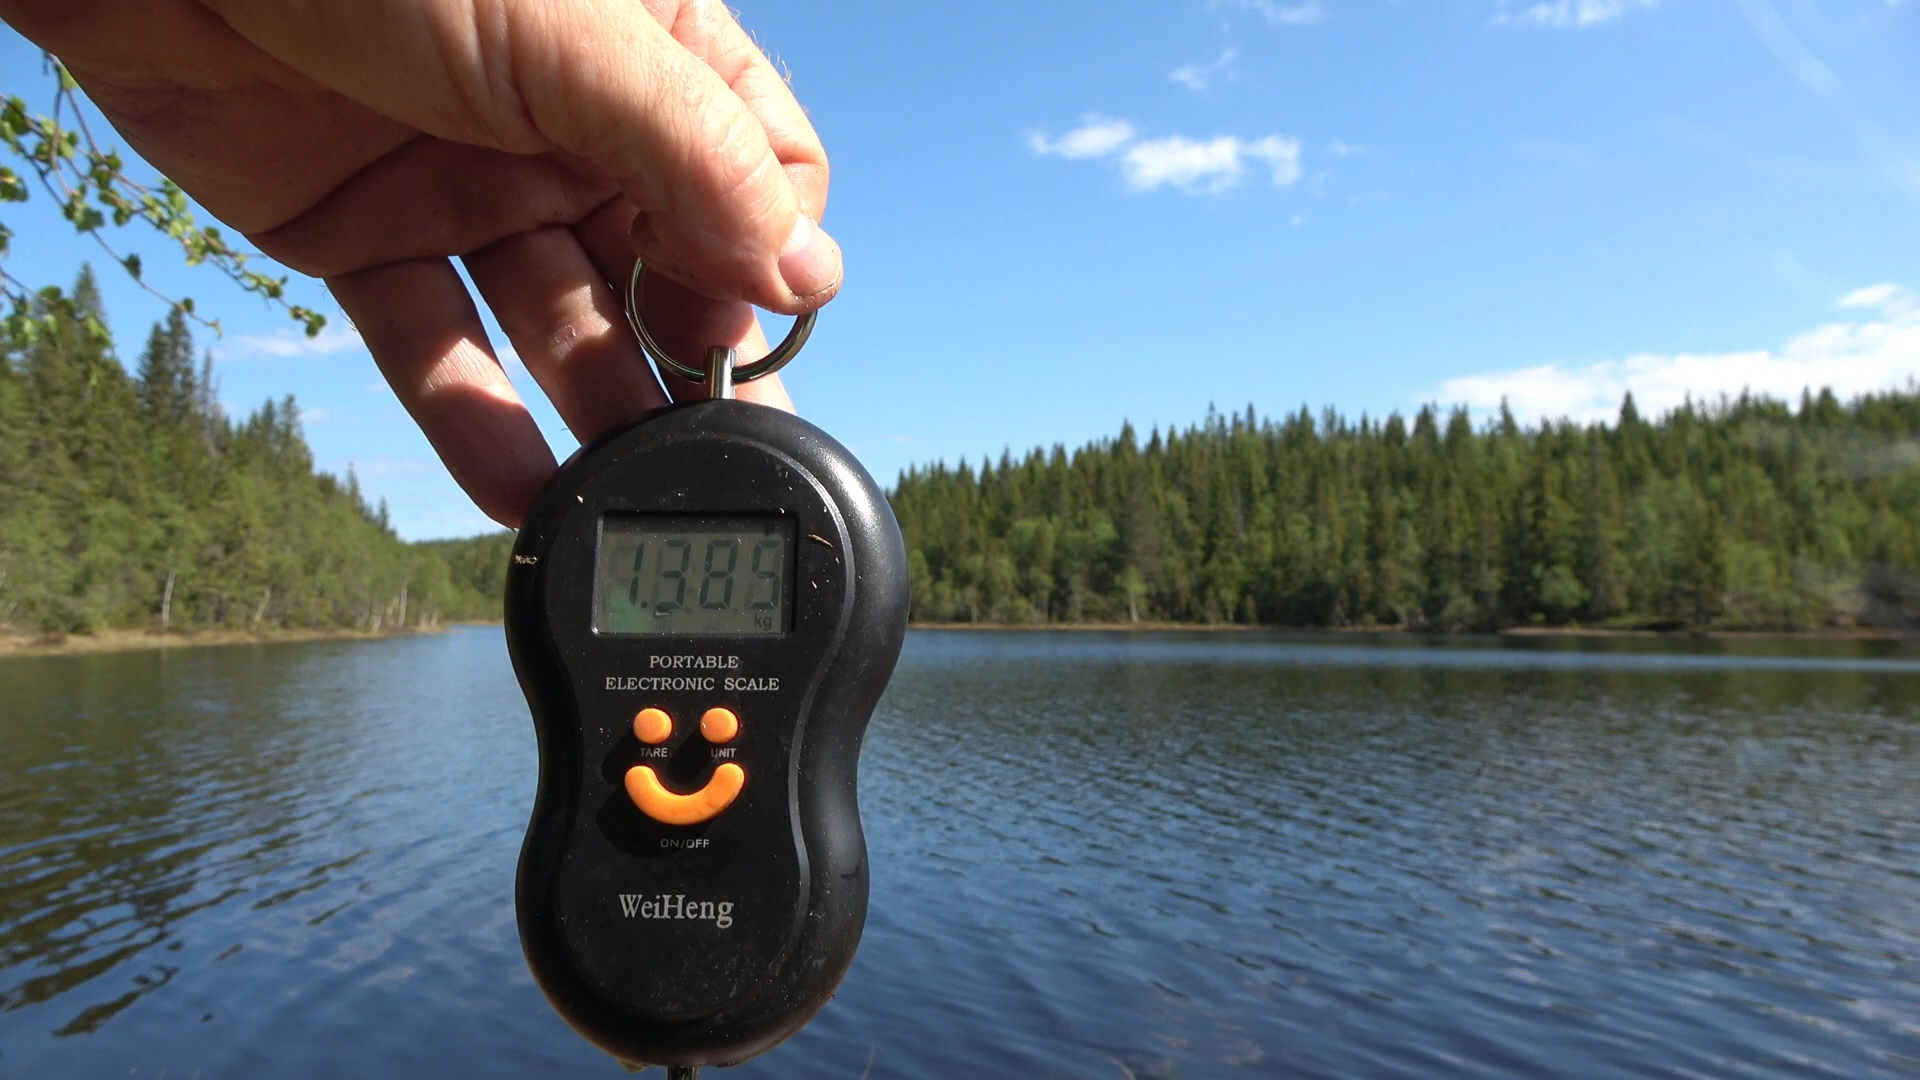 1.385
kg
PORTABLE
ELECTRONIC SCALE
TARE UNIT
ON/OFF
WeiHeng